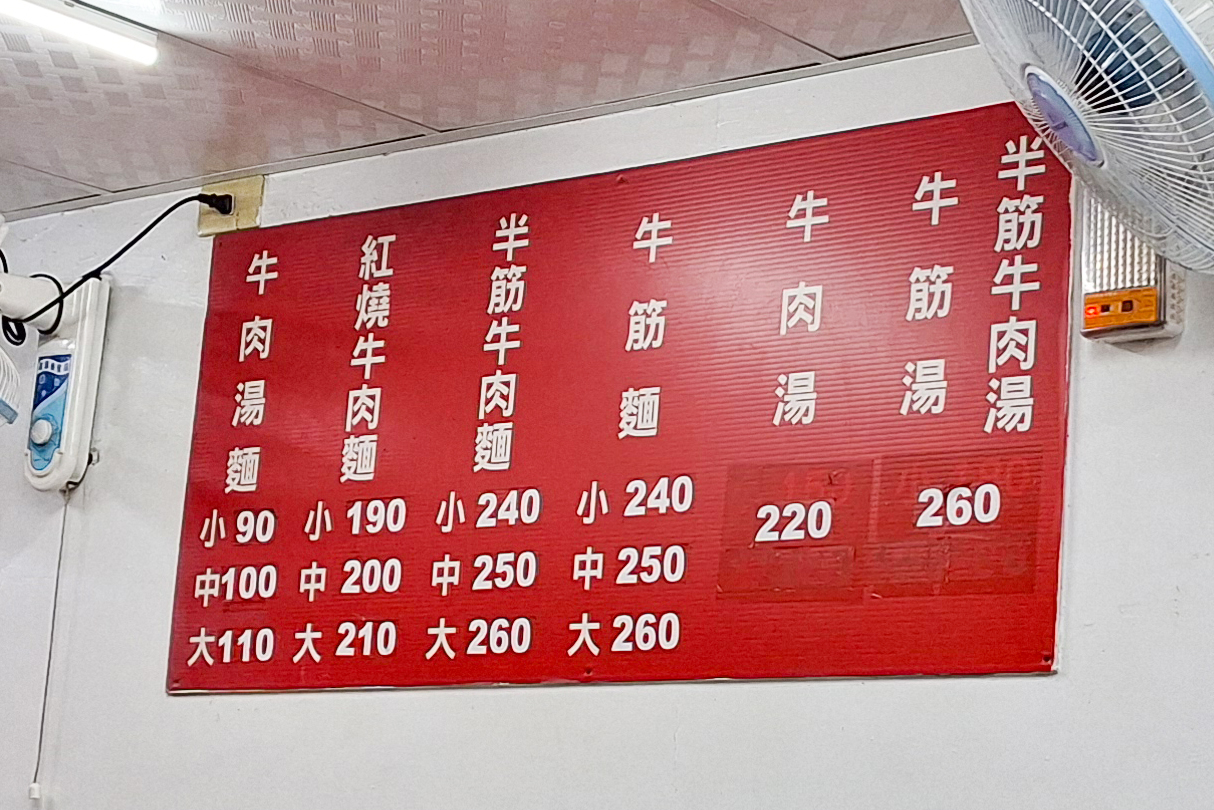 牛肉湯麵
紅燒牛肉麵
半筋牛肉麵
牛筋麵
牛肉湯
牛筋湯
半筋牛肉湯
小 90 小 190 小 240 小 240 220 260
中100 中 200 中 250 中 250
大110 大 210 大 260 大 260